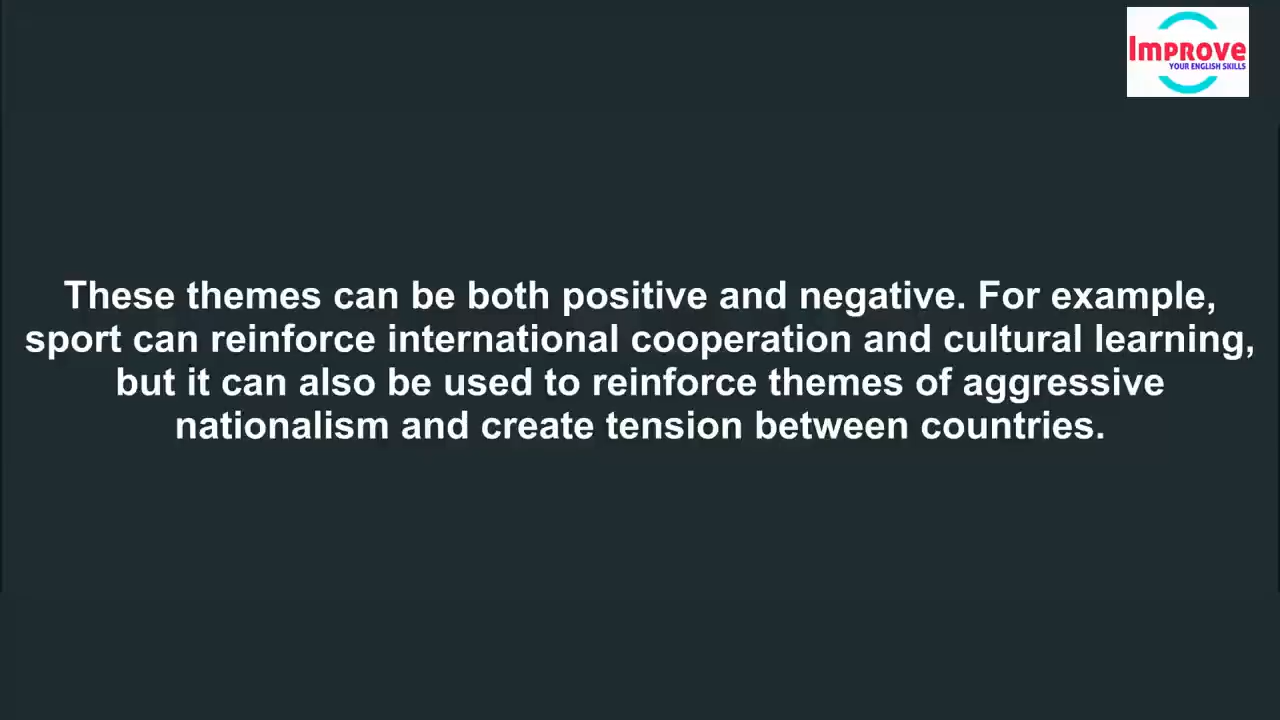 Improve
YOUR ENGLISH SKILLS
These themes can be both positive and negative. For example,
sport can reinforce international cooperation and cultural learning,
but it can also be used to reinforce themes of aggressive
nationalism and create tension between countries.